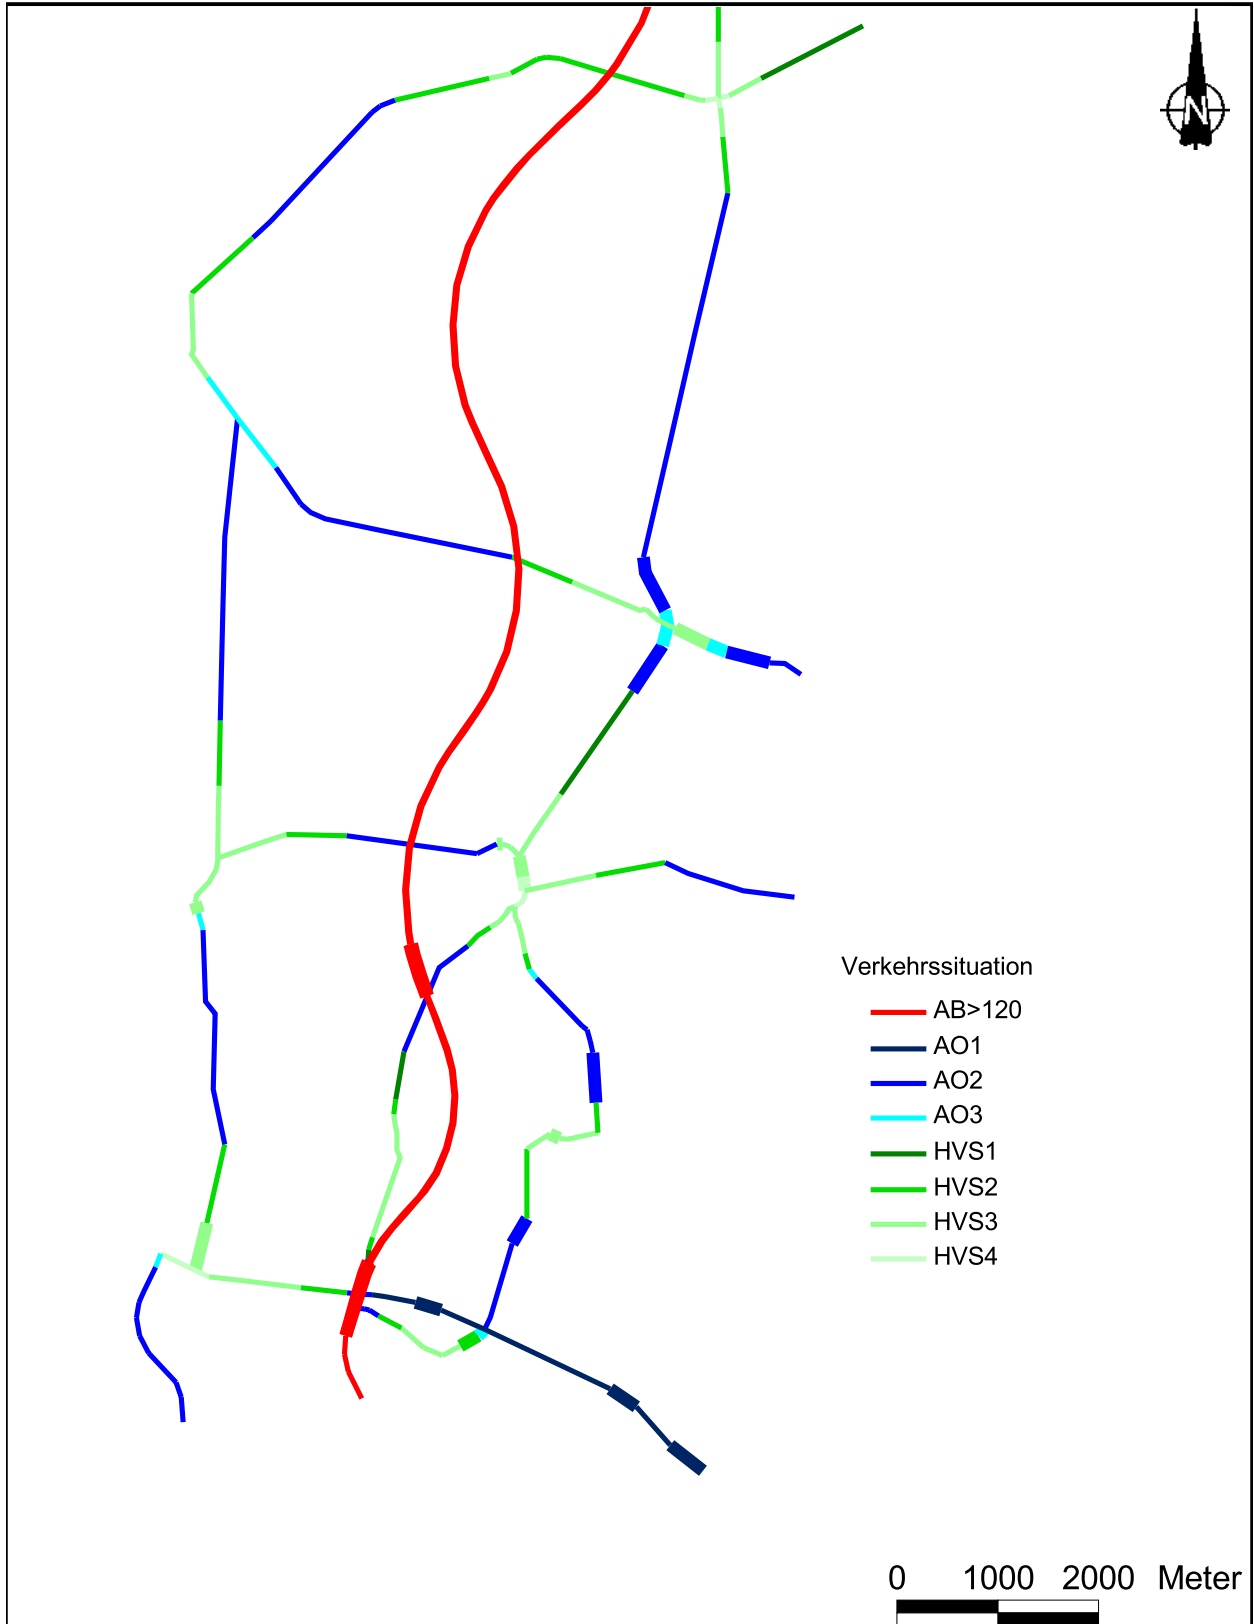 N
Verkehrssituation
AB>120
AO1
AO2
AO3
HVS1
HVS2
HVS3
HVS4
0 1000 2000 Meter